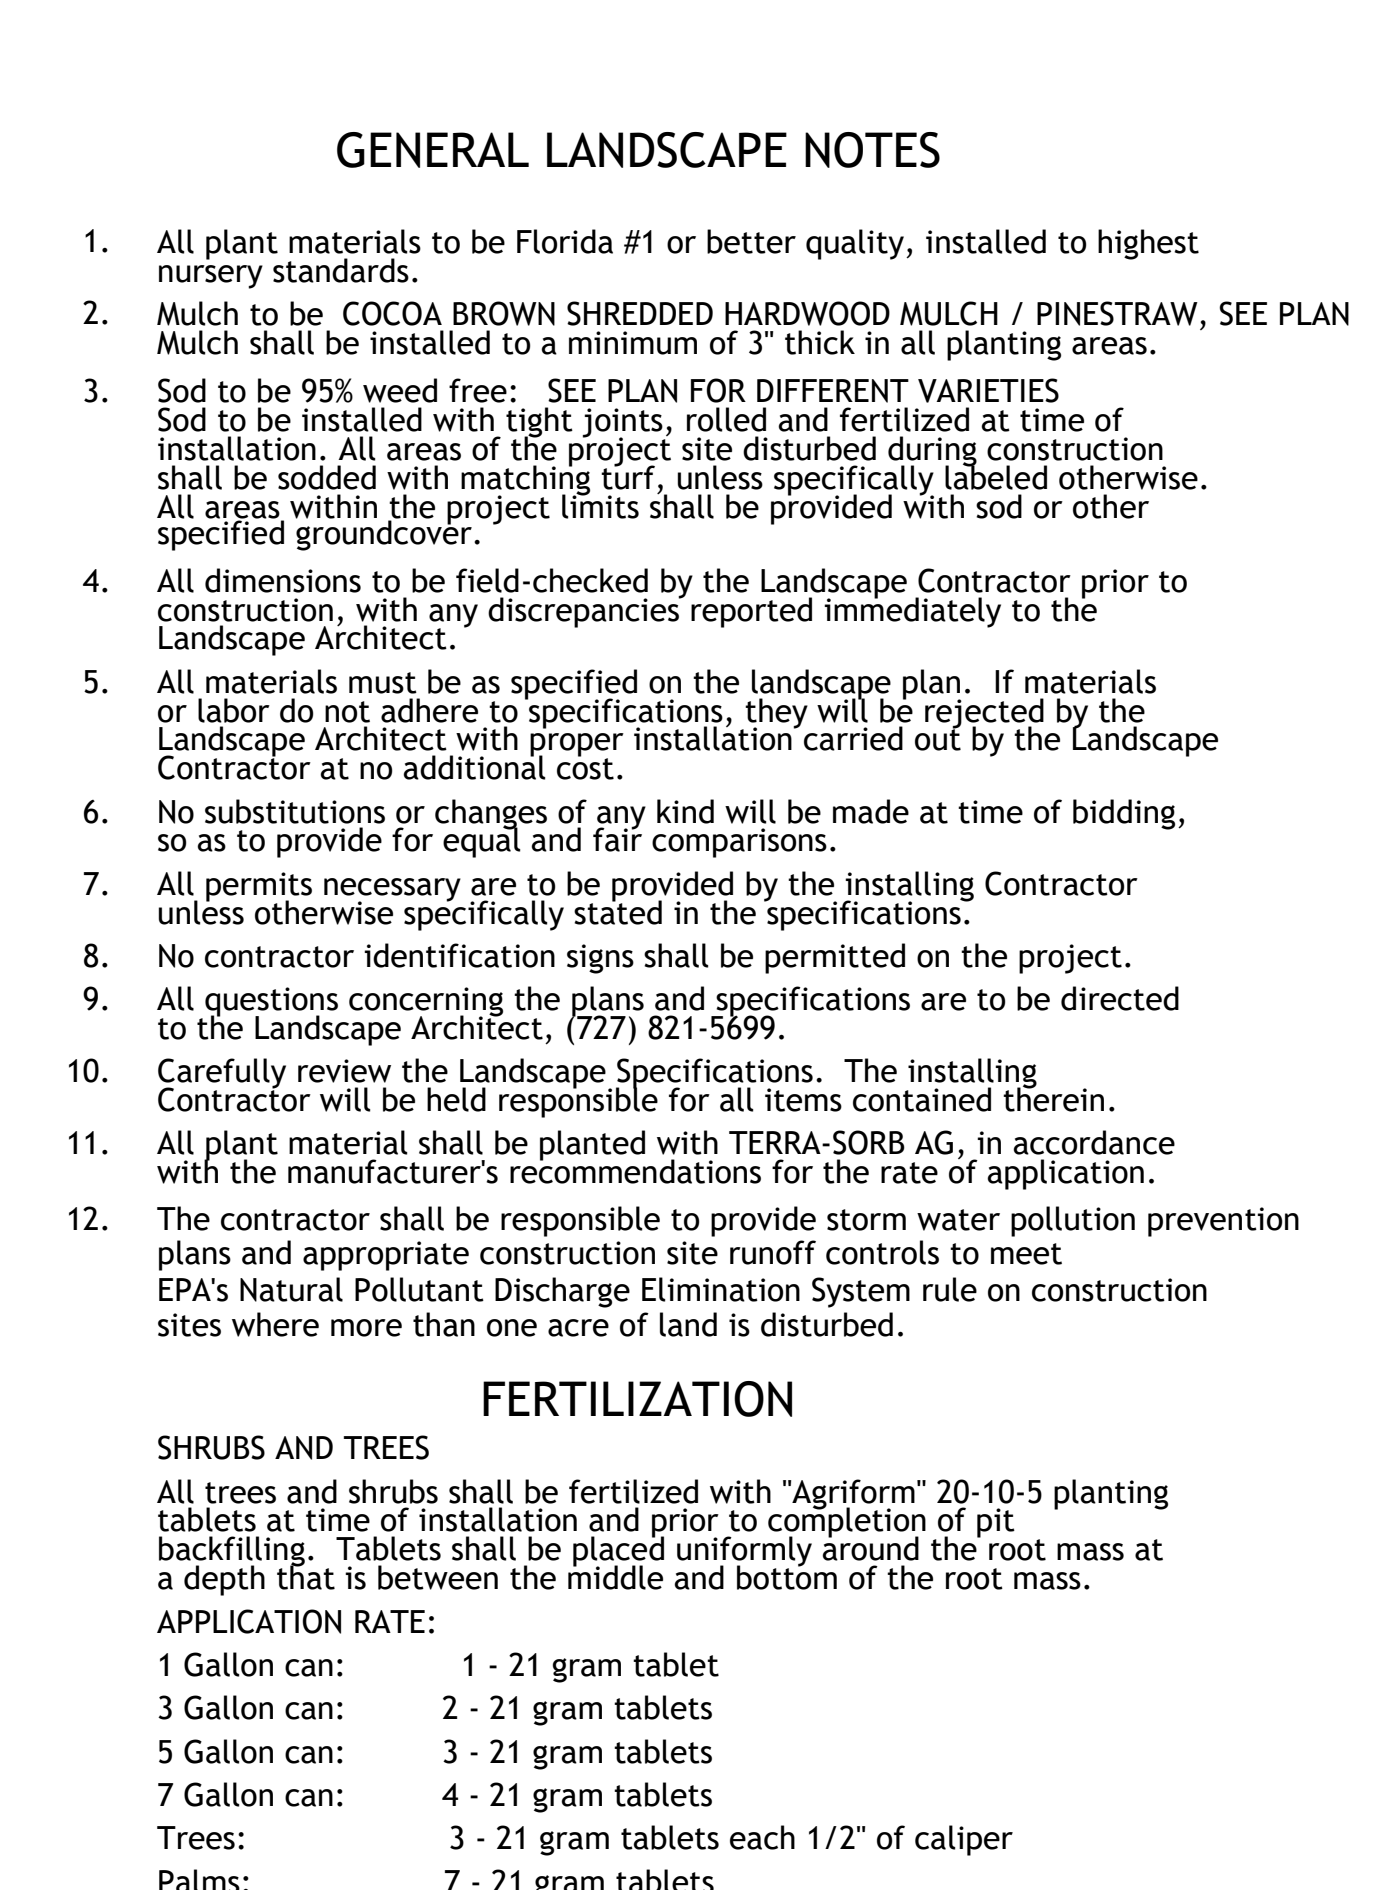 GENERAL LANDSCAPE NOTES
1. All plant materials to be Florida #1 or better quality, installed to highest
nursery standards.
2. Mulch to be COCOA BROWN SHREDDED HARDWOOD MULCH / PINESTRAW, SEE PLAN
Mulch shall be installed to a minimum of 3" thick in all planting areas.
3. Sod to be 95% weed free: SEE PLAN FOR DIFFERENT VARIETIES
Sod to be installed with tight joints, rolled and fertilized at time of
installation. All areas of the project site disturbed during construction
shall be sodded with matching turf, unless specifically labeled otherwise.
All areas within the project limits shall be provided with sod or other
specified groundcover.
4. All dimensions to be field-checked by the Landscape Contractor prior to
construction, with any discrepancies reported immediately to the
Landscape Architect.
5. All materials must be as specified on the landscape plan. If materials
or labor do not adhere to specifications, they will be rejected by the
Landscape Architect with proper installation carried out by the Landscape
Contractor at no additional cost.
6. No substitutions or changes of any kind will be made at time of bidding,
so as to provide for equal and fair comparisons.
7. All permits necessary are to be provided by the installing Contractor
unless otherwise specifically stated in the specifications.
8. No contractor identification signs shall be permitted on the project.
9. All questions concerning the plans and specifications are to be directed
to the Landscape Architect, (727) 821-5699.
10. Carefully review the Landscape Specifications. The installing
Contractor will be held responsible for all items contained therein.
11. All plant material shall be planted with TERRA-SORB AG, in accordance
with the manufacturer's recommendations for the rate of application.
12. The contractor shall be responsible to provide storm water pollution prevention
plans and appropriate construction site runoff controls to meet
EPA's Natural Pollutant Discharge Elimination System rule on construction
sites where more than one acre of land is disturbed.
FERTILIZATION
SHRUBS AND TREES
All trees and shrubs shall be fertilized with "Agriform" 20-10-5 planting
tablets at time of installation and prior to completion of pit
backfilling. Tablets shall be placed uniformly around the root mass at
a depth that is between the middle and bottom of the root mass.
APPLICATION RATE:
1 Gallon can: 1 - 21 gram tablet
3 Gallon can: 2 - 21 gram tablets
5 Gallon can: 3 - 21 gram tablets
7 Gallon can: 4 - 21 gram tablets
Trees: 3 - 21 gram tablets each 1/2" of caliper
Palms: 7 - 21 gram tablets